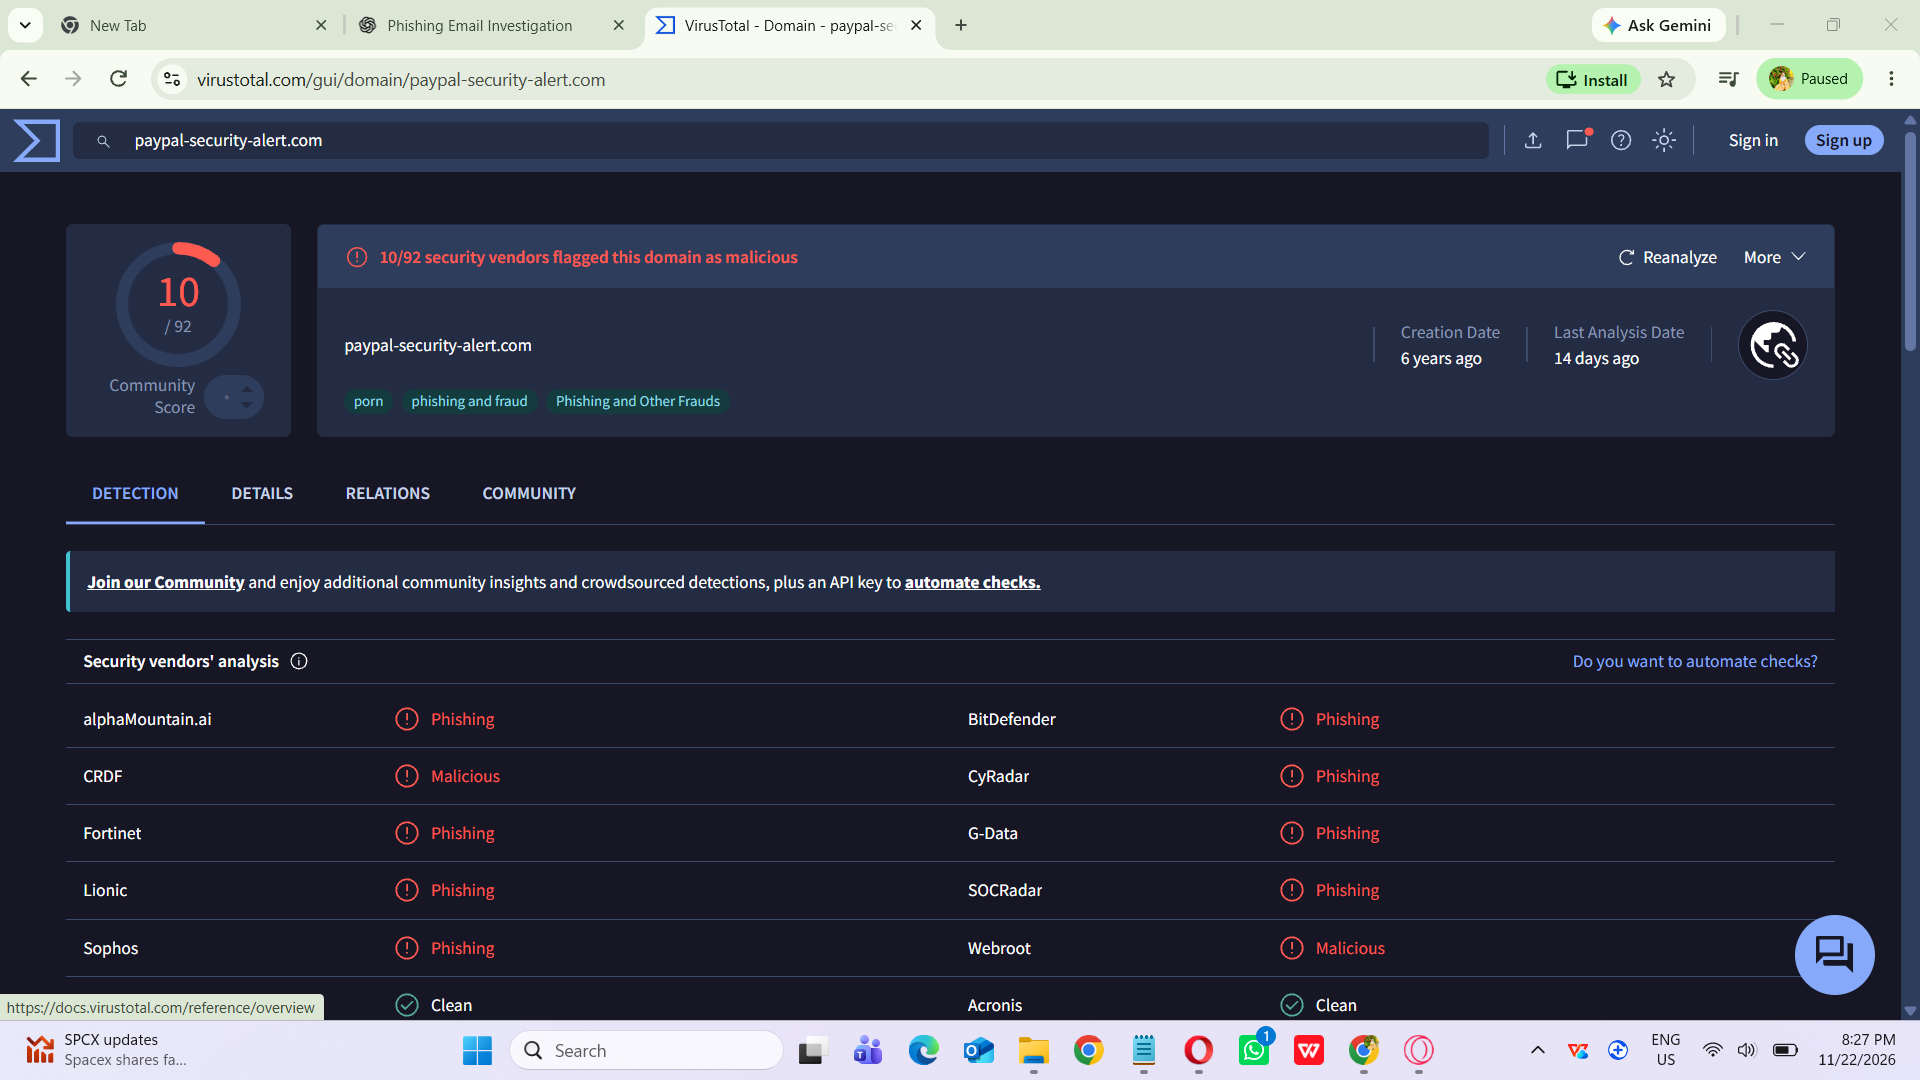 New Tab
Phishing Email Investigation
VirusTotal - Domain - paypal-se
Ask Gemini
virustotal.com/gui/domain/paypal-security-alert.com
Install
Paused
paypal-security-alert.com
Sign in
Sign up
10
/ 92
Community
Score
10/92 security vendors flagged this domain as malicious
Reanalyze
More
paypal-security-alert.com
Creation Date
6 years ago
Last Analysis Date
14 days ago
porn
phishing and fraud
Phishing and Other Frauds
DETECTION
DETAILS
RELATIONS
COMMUNITY
Join our Community and enjoy additional community insights and crowdsourced detections, plus an API key to automate checks.
Security vendors' analysis
Do you want to automate checks?
alphaMountain.ai
Phishing
BitDefender
Phishing
CRDF
Malicious
CyRadar
Phishing
Fortinet
Phishing
G-Data
Phishing
Lionic
Phishing
SOCRadar
Phishing
Sophos
Phishing
Webroot
Malicious
Clean
Acronis
Clean
https://docs.virustotal.com/reference/overview
SPCX updates
Spacex shares fa...
Search
1
ENG
US
8:27 PM
11/22/2026